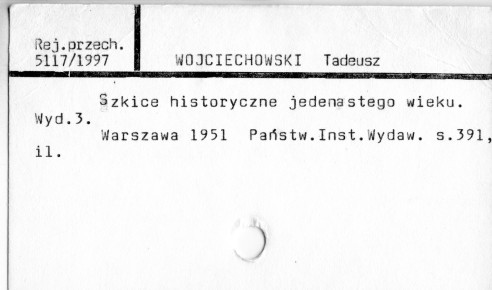 Rej.przech.
5117/1997 WOJCIECHOWSKI Tadeusz
Szkice historyczne jedenastego wieku.
Wyd.3.
Warszawa 1951 Państw.Inst.Wydaw. s.391,
il.